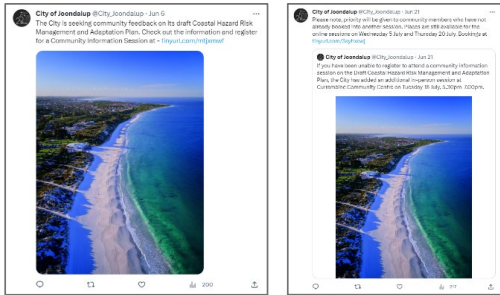 City of Joondalup @City_Joondalup · Jun 6
The City is seeking community feedback on its draft Coastal Hazard Risk
Management and Adaptation Plan. Check out the information and register
for a Community Information Session at -
200
City of Joondalup @City_Joondalup · Jun 21
Please note, priority will be given to community members who have not
already booked into another session. Places are still available for the
online sessions on Wednesday 5 July and Thursday 20 July. Bookings at
City of Joondalup @City_Joondalup · Jun 21
If you have been unable to register to attend a community information
session on the Draft Coastal Hazard Risk Management and Adaptation
Plan, the City has added an additional in-person session at
Currambine Community Centre on Tuesday 18 July, 5.30pm